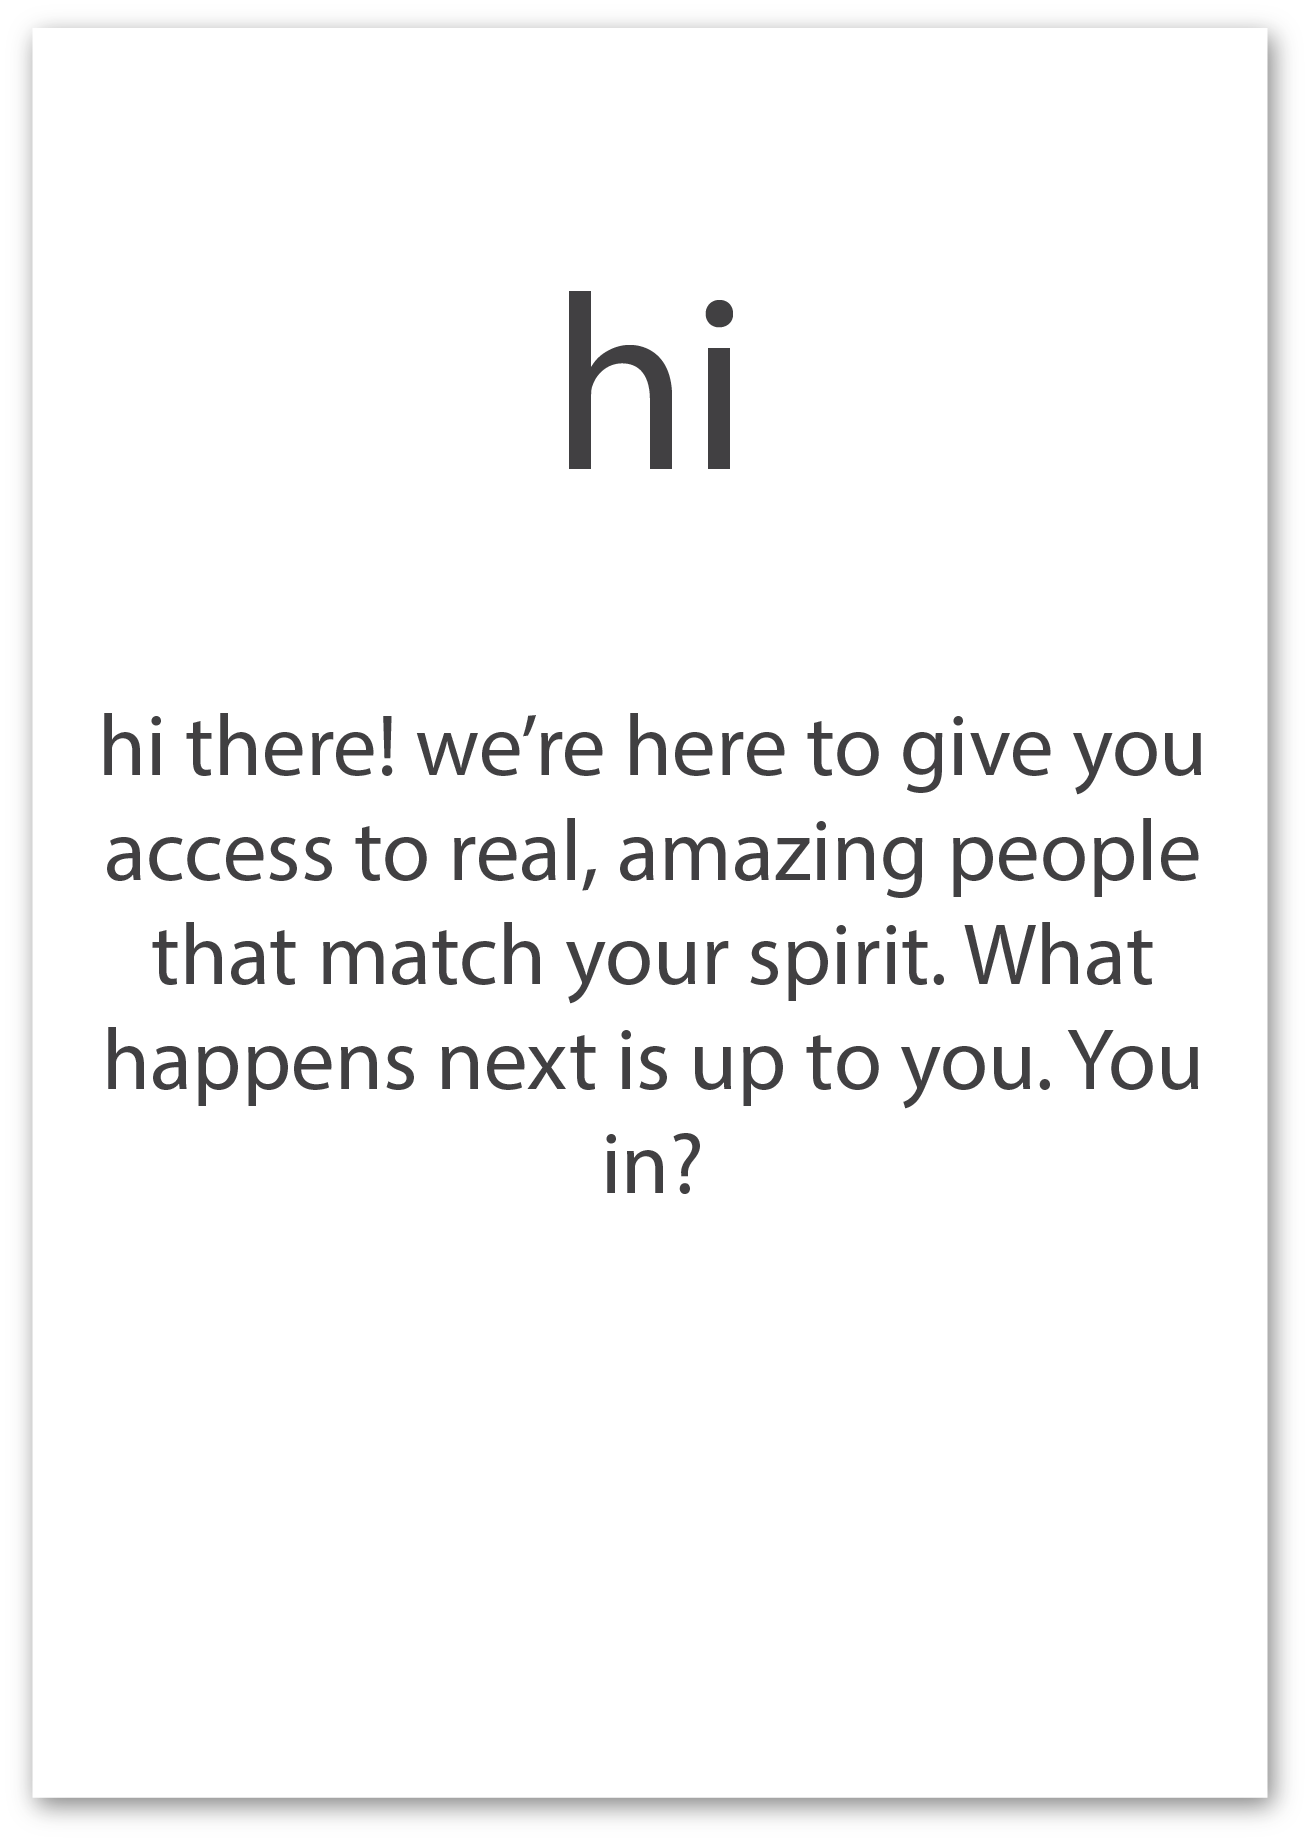 hi
hi there! we’re here to give you
access to real, amazing people
that match your spirit. What
happens next is up to you. You
in?